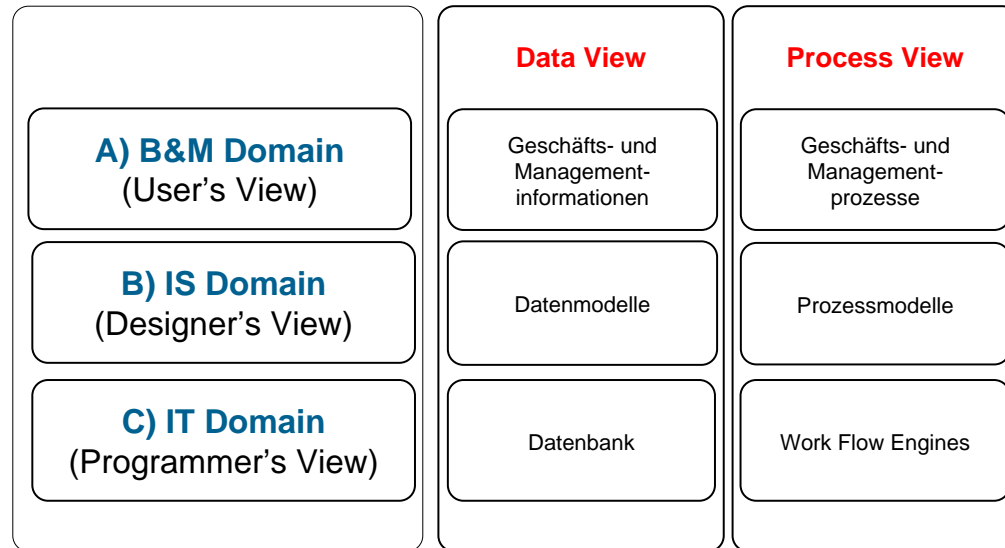 Data View
Process View
A) B&M Domain
(User's View)
Geschäfts- und
Management-
informationen
Geschäfts- und
Management-
prozesse
B) IS Domain
(Designer's View)
Datenmodelle
Prozessmodelle
C) IT Domain
(Programmer's View)
Datenbank
Work Flow Engines